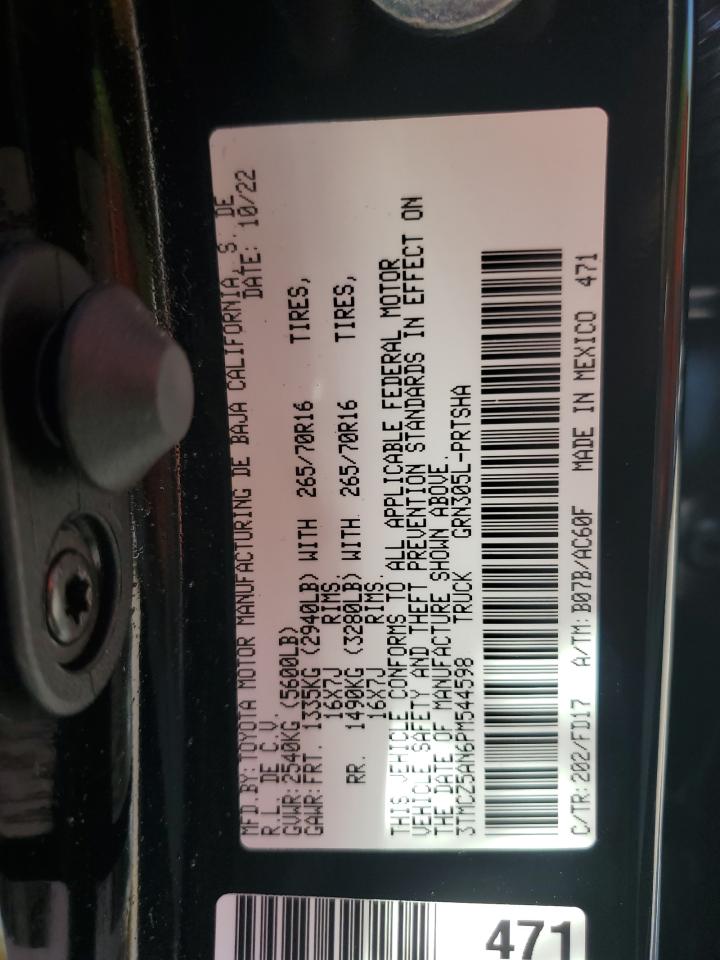 MFD.BY:TOYOTA MOTOR MANUFACTURING DE BAJA CALIFORNIA, S. DE
R.L. DE C.V. DATE: 10/22
GVWR:2540KG (5600LB)
GAWR:FRT. 1335KG (2940LB) WITH 265/70R16 TIRES,
16X7J RIMS
RR. 1490KG (3280LB) WITH 265/70R16 TIRES,
16X7J RIMS.
THIS VEHICLE CONFORMS TO ALL APPLICABLE FEDERAL MOTOR
VEHICLE SAFETY AND THEFT PREVENTION STANDARDS IN EFFECT ON
THE DATE OF MANUFACTURE SHOWN ABOVE.
3TMCZ5AN6PM544598 TRUCK GRN305L-PRTSHA
C/TR:202/FD17 A/TM:B07B/AC60F MADE IN MEXICO 471
471